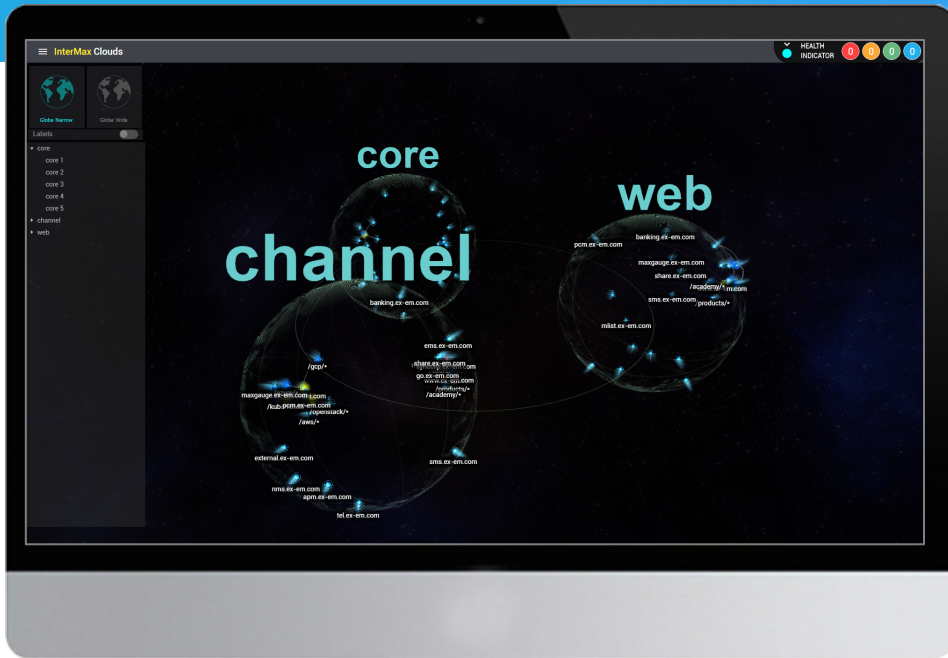 InterMax Clouds
HEALTH
INDICATOR
0 0 0 0
Globe Narrow
Globe Wide
Labels
core
core 1
core 2
core 3
core 4
core 5
channel
web
core
banking.ex-em.com
channel
ems.ex-em.com
share.ex-em.com
go.ex-em.com
www.ex-em.com
/products/*
/academy/*
/gcp/*
maxgauge.ex-em.com
pcm.ex-em.com
/openstack/*
/aws/*
external.ex-em.com
sms.ex-em.com
nms.ex-em.com
apm.ex-em.com
tel.ex-em.com
web
banking.ex-em.com
pcm.ex-em.com
maxgauge.ex-em.com
share.ex-em.com
/academy/*
sms.ex-em.com
/products/*
mlist.ex-em.com